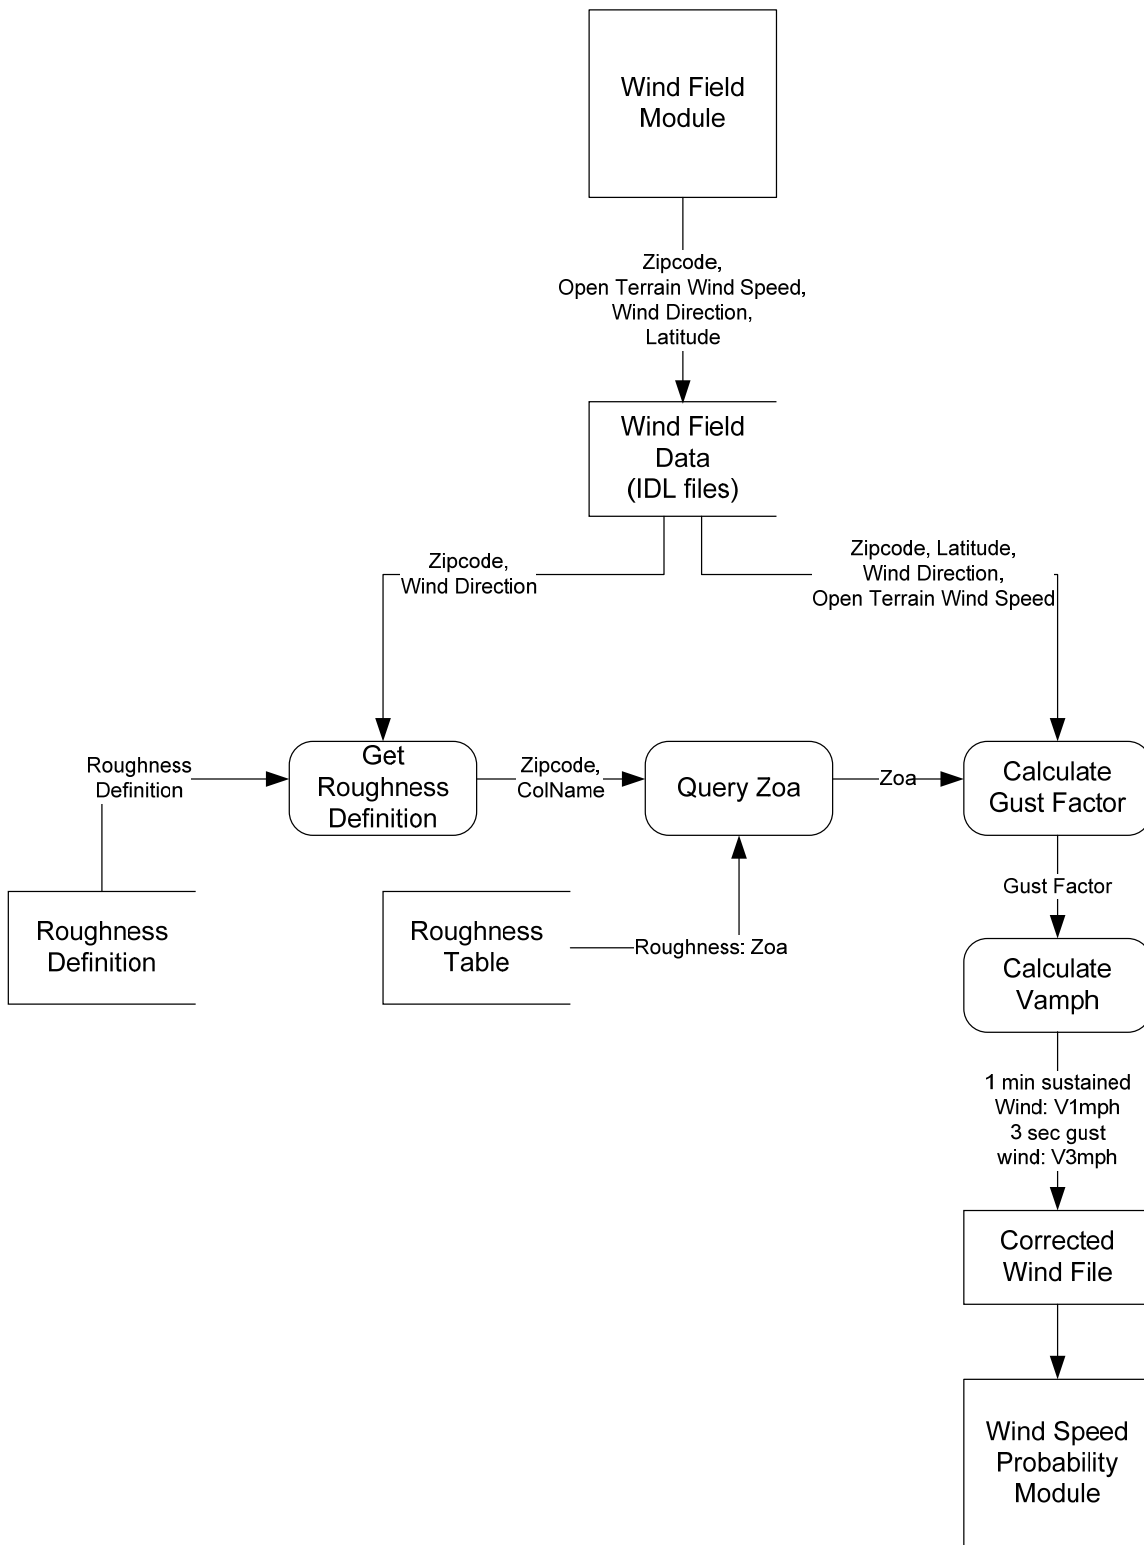 Wind Field
Module
Zipcode,
Open Terrain Wind Speed,
Wind Direction,
Latitude
Wind Field
Data
(IDL files)
Zipcode,
Wind Direction
Zipcode, Latitude,
Wind Direction,
Open Terrain Wind Speed
Roughness
Definition
Get
Roughness
Definition
Zipcode,
ColName
Query Zoa
Zoa
Calculate
Gust Factor
Gust Factor
Roughness
Definition
Roughness
Table
Roughness: Zoa
Calculate
Vamph
1 min sustained
Wind: V1mph
3 sec gust
wind: V3mph
Corrected
Wind File
Wind Speed
Probability
Module